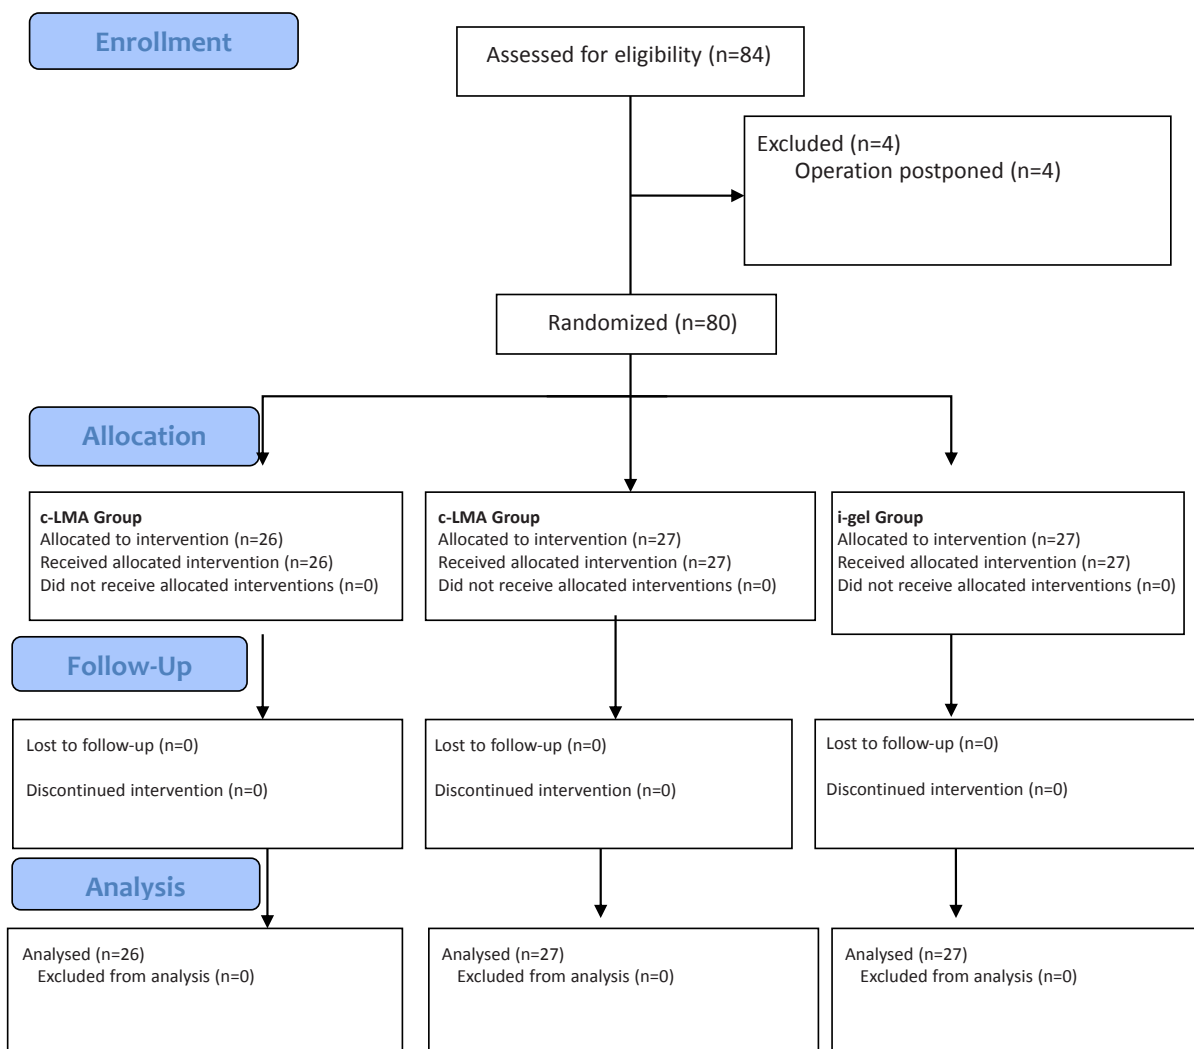 Enrollment
Assessed for eligibility (n=84)
Excluded (n=4)
Operation postponed (n=4)
Randomized (n=80)
Allocation
c-LMA Group
Allocated to intervention (n=26)
Received allocated intervention (n=26)
Did not receive allocated interventions (n=0)
c-LMA Group
Allocated to intervention (n=27)
Received allocated intervention (n=27)
Did not receive allocated interventions (n=0)
i-gel Group
Allocated to intervention (n=27)
Received allocated intervention (n=27)
Did not receive allocated interventions (n=0)
Follow-Up
Lost to follow-up (n=0)
Discontinued intervention (n=0)
Lost to follow-up (n=0)
Discontinued intervention (n=0)
Lost to follow-up (n=0)
Discontinued intervention (n=0)
Analysis
Analysed (n=26)
Excluded from analysis (n=0)
Analysed (n=27)
Excluded from analysis (n=0)
Analysed (n=27)
Excluded from analysis (n=0)